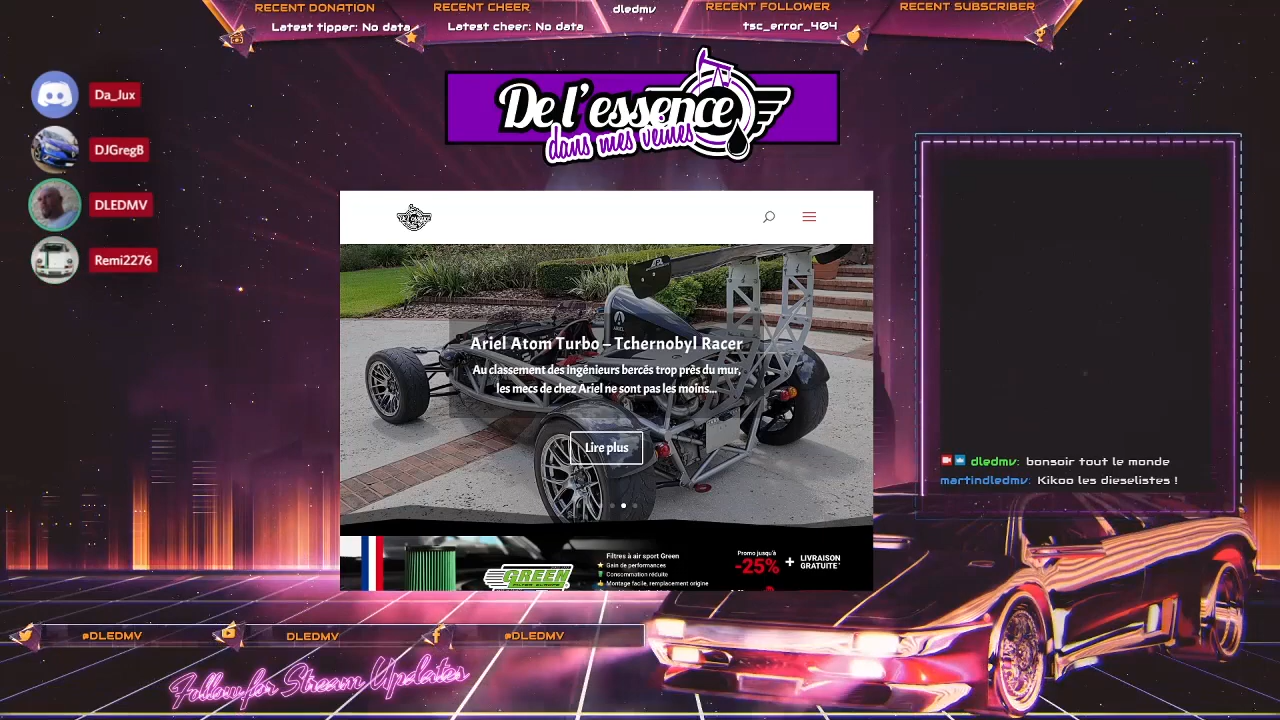 RECENT DONATION
Latest tipper: No data
RECENT CHEER
Latest cheer: No data
dledmv
RECENT FOLLOWER
tsc_error_404
RECENT SUBSCRIBER
De l'essence
dans mes veines
Da_Jux
DJGregB
DLEDMV
Remi2276
De l'essence
ARIEL
Ariel Atom Turbo – Tchernobyl Racer
Au classement des ingénieurs bercés trop près du mur,
les mecs de chez Ariel ne sont pas les moins...
Lire plus
dledmv: bonsoir tout le monde
martindledmv: Kikoo les dieselistes !
GREEN
Filtres à air sport Green
Gain de performances
Consommation réduite
Montage facile, remplacement origine
Promo jusqu'à
-25% + LIVRAISON
GRATUITE*
@DLEDMV
DLEDMV
@DLEDMV
Follow for Stream Updates